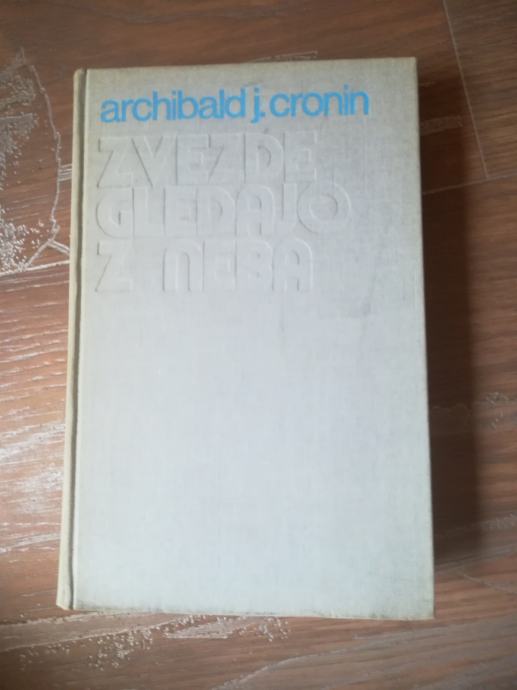 archibald j. cronin
ZVEZDE
GLEDAJO
Z NEBA